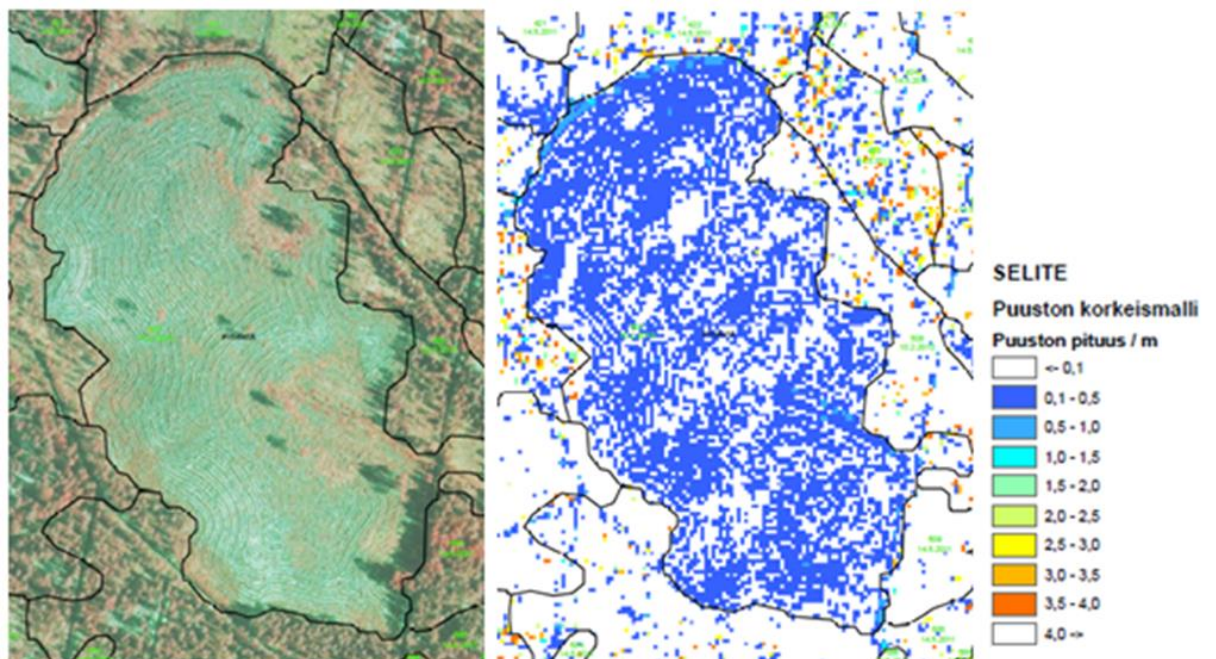 SELITE
Puuston korkeismalli
Puuston pituus / m
<- 0,1
0,1 - 0,5
0,5 - 1,0
1,0 - 1,5
1,5 - 2,0
2,0 - 2,5
2,5 - 3,0
3,0 - 3,5
3,5 - 4,0
4,0 ->